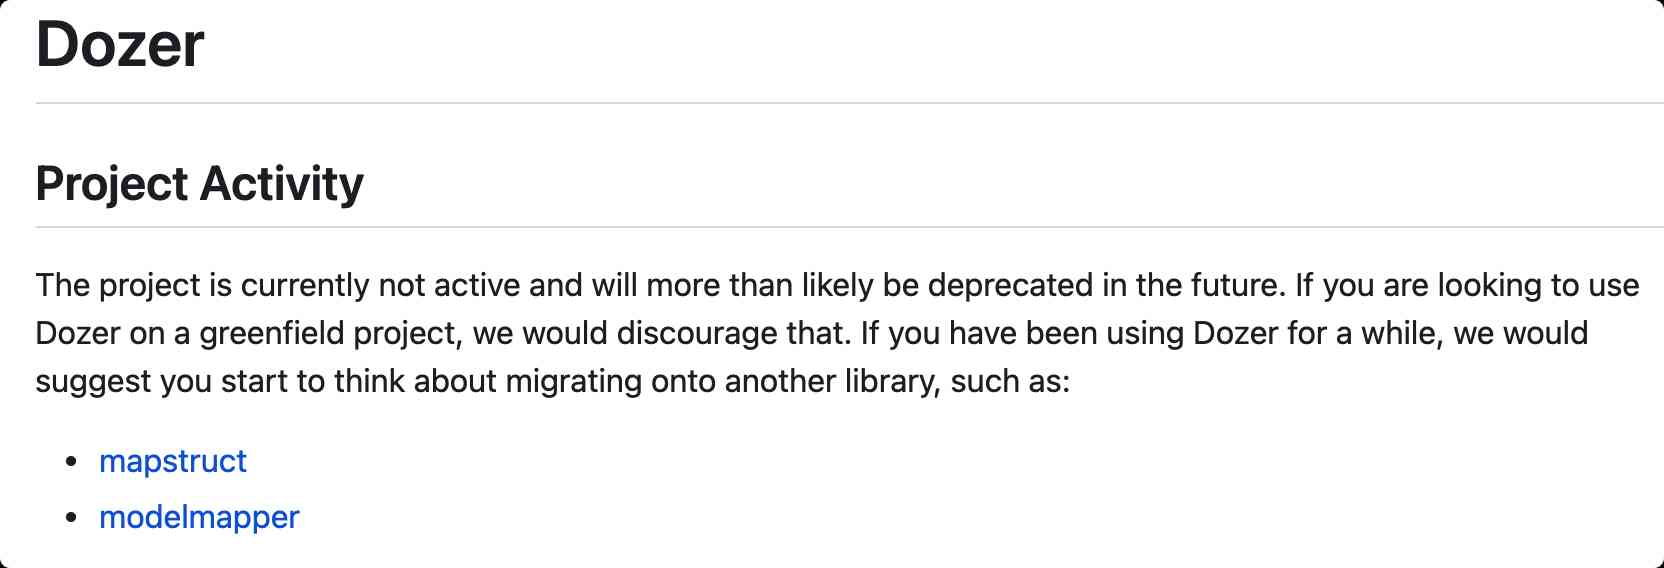 Dozer
Project Activity
The project is currently not active and will more than likely be deprecated in the future. If you are looking to use
Dozer on a greenfield project, we would discourage that. If you have been using Dozer for a while, we would
suggest you start to think about migrating onto another library, such as:
• mapstruct
• modelmapper